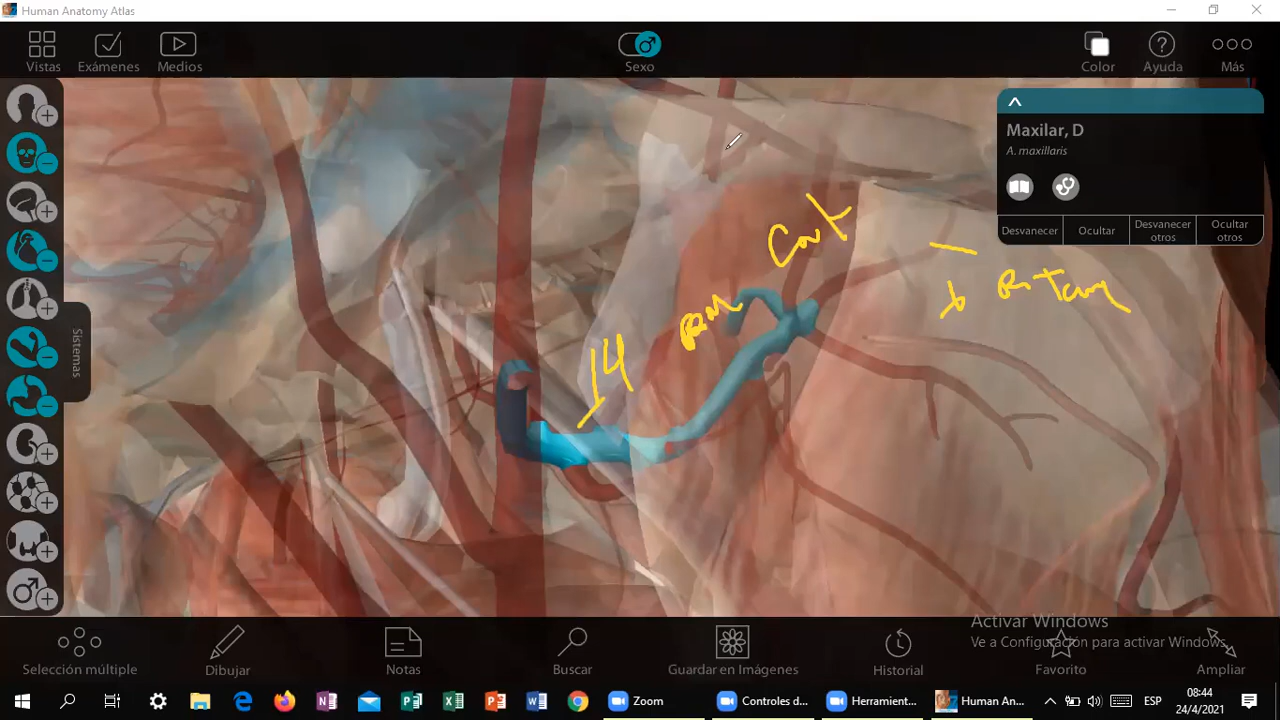 Human Anatomy Atlas
Vistas
Exámenes
Medios
Sexo
Color
Ayuda
Más
Maxilar, D
A. maxillaris
Desvanecer
Ocultar
Desvanecer otros
Ocultar otros
Sistemas
14
Activar Windows
Ve a Configuración para activar Windows.
Selección múltiple
Dibujar
Notas
Buscar
Guardar en Imágenes
Historial
Favorito
Ampliar
Zoom
Controles d...
Herramient...
Human An...
ESP
08:44
24/4/2021